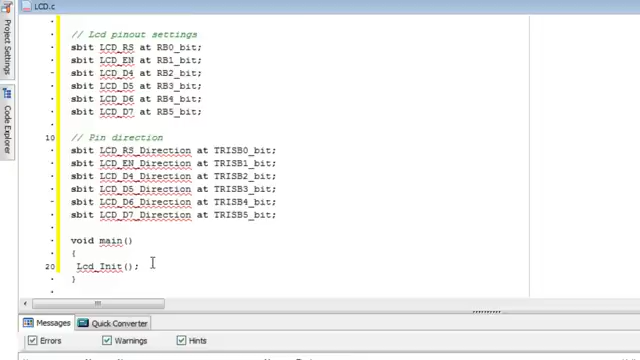 LCD.c
// Lcd pinout settings
sbit LCD_RS at RB0_bit;
sbit LCD_EN at RB1_bit;
sbit LCD_D4 at RB2_bit;
sbit LCD_D5 at RB3_bit;
sbit LCD_D6 at RB4_bit;
sbit LCD_D7 at RB5_bit;
10 // Pin direction
sbit LCD_RS_Direction at TRISB0_bit;
sbit LCD_EN_Direction at TRISB1_bit;
sbit LCD_D4_Direction at TRISB2_bit;
sbit LCD_D5_Direction at TRISB3_bit;
sbit LCD_D6_Direction at TRISB4_bit;
sbit LCD_D7_Direction at TRISB5_bit;
void main()
{
20 Lcd_Init();
}
Project Settings
Code Explorer
Messages Quick Converter
Errors Warnings Hints